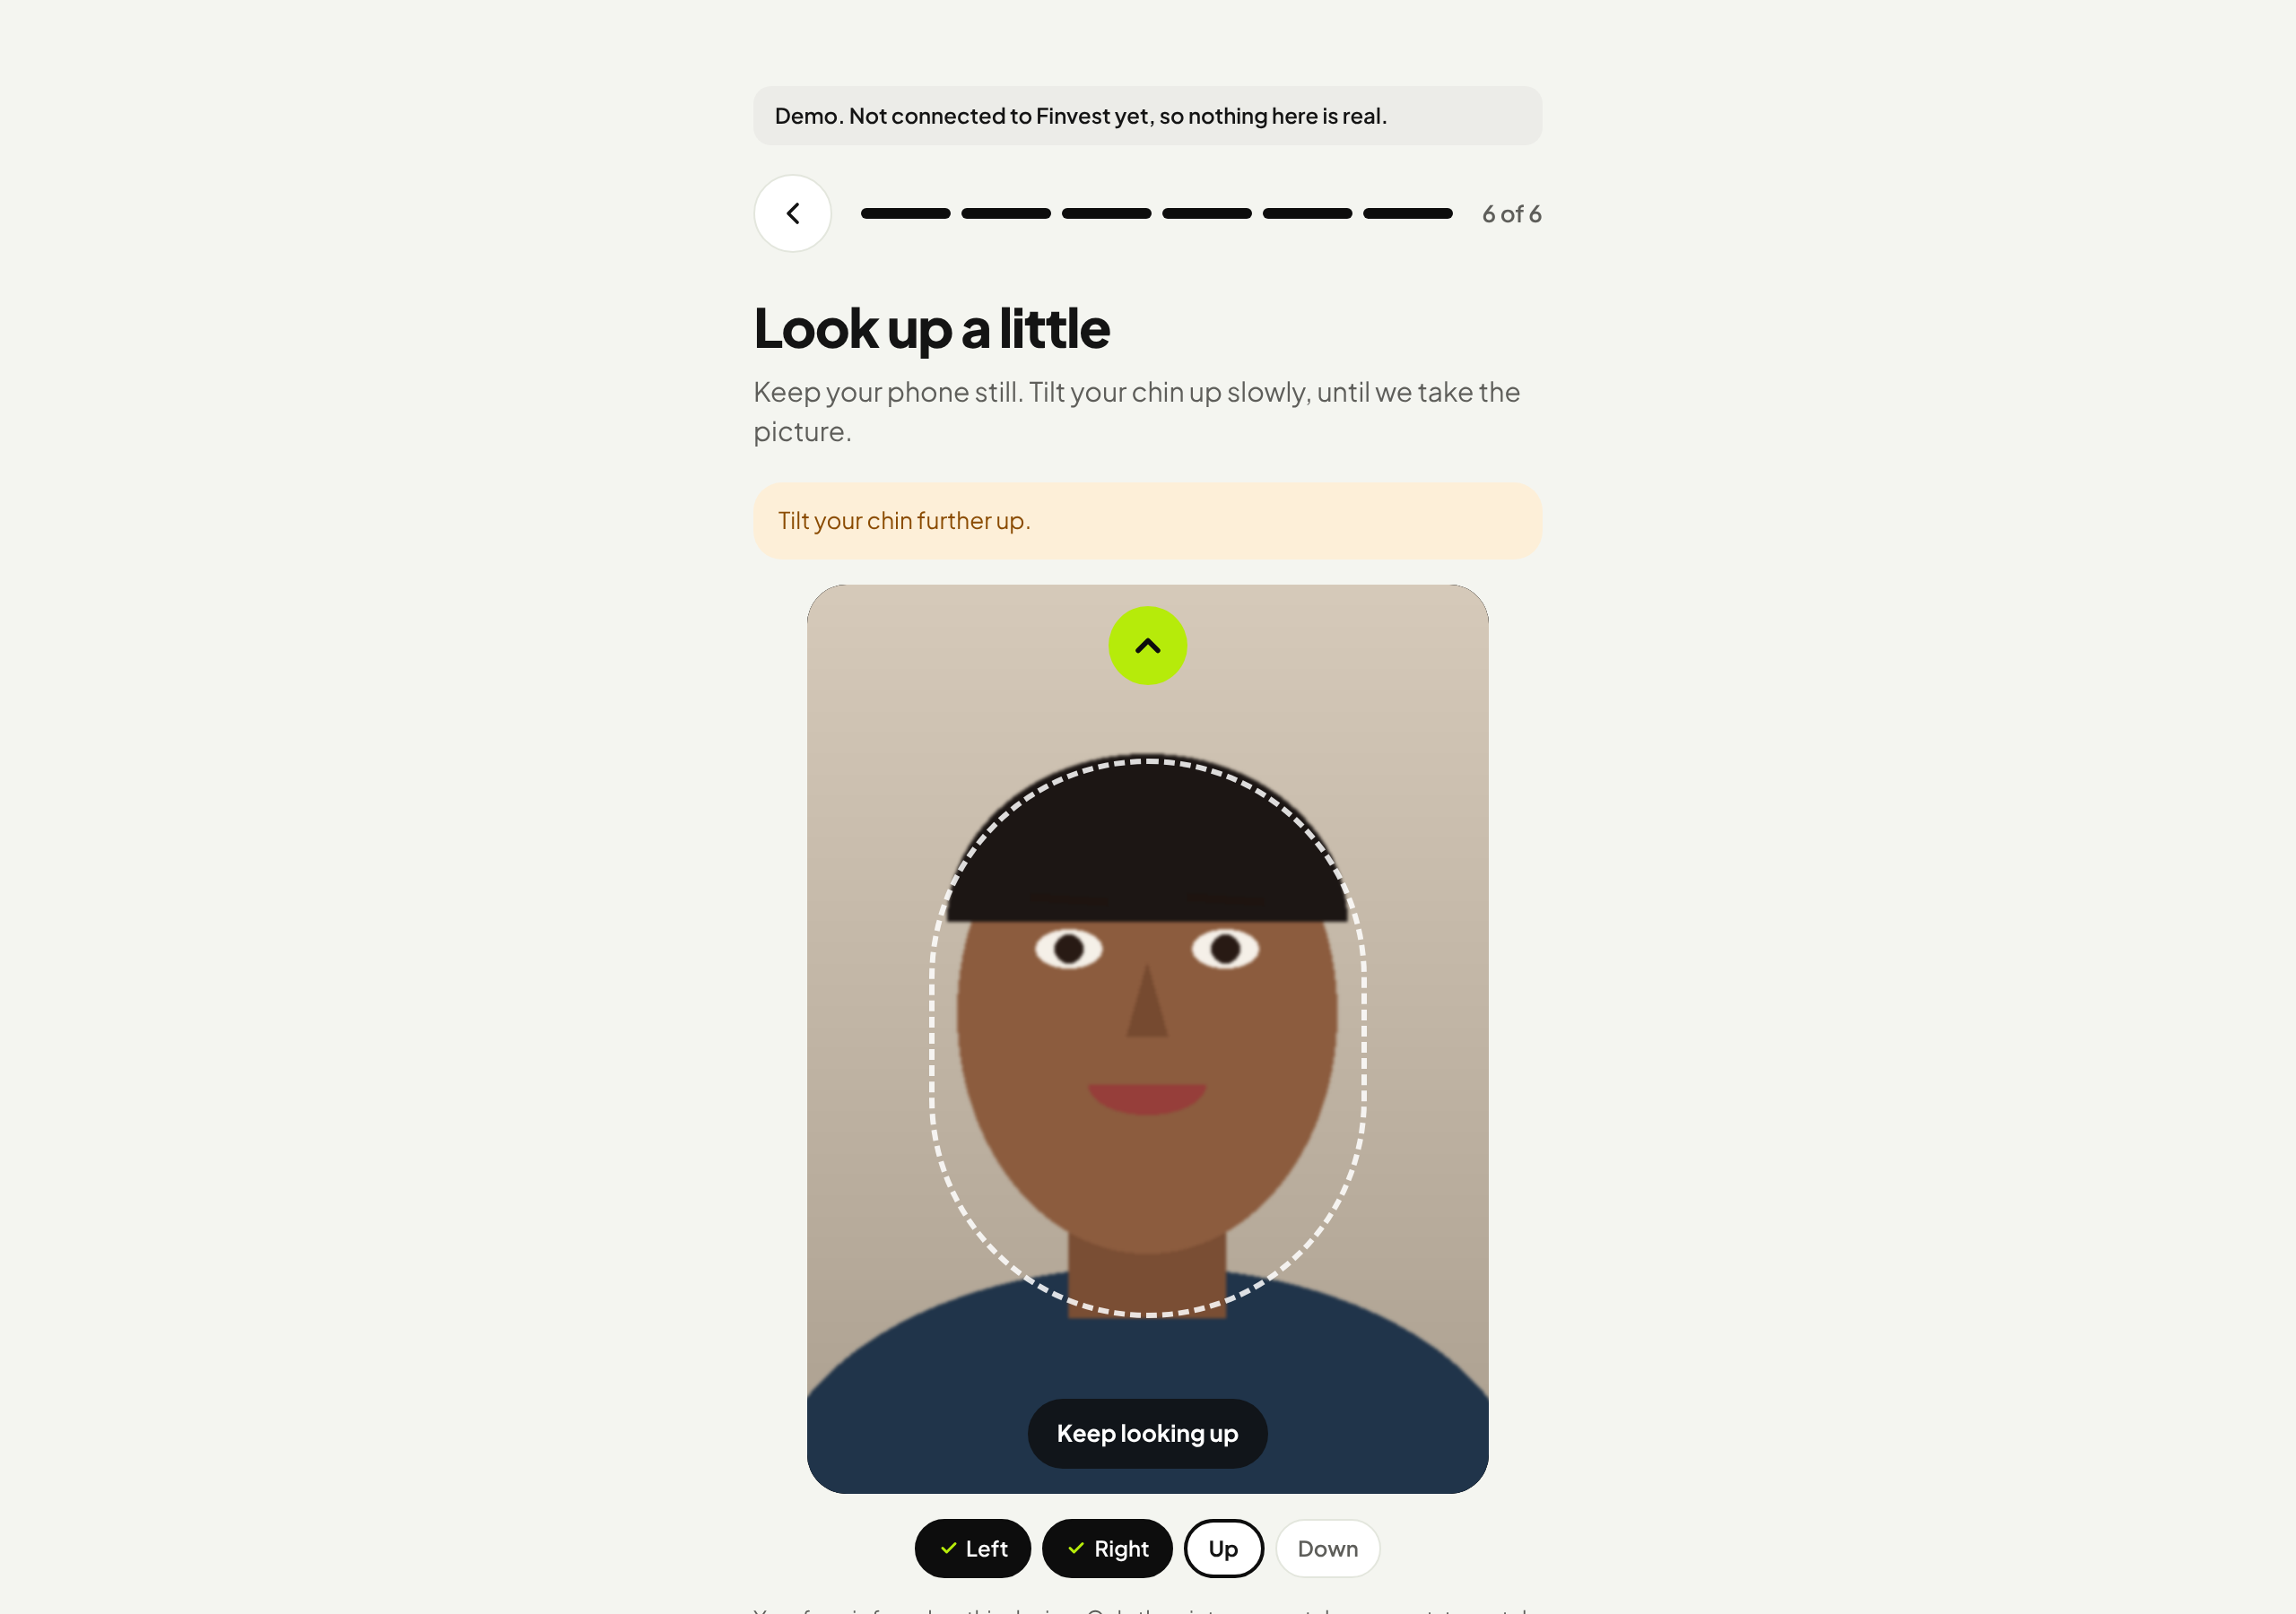 Demo. Not connected to Finvest yet, so nothing here is real.
6 of 6
Look up a little
Keep your phone still. Tilt your chin up slowly, until we take the
picture.
Tilt your chin further up.
Keep looking up
Left
Right
Up
Down